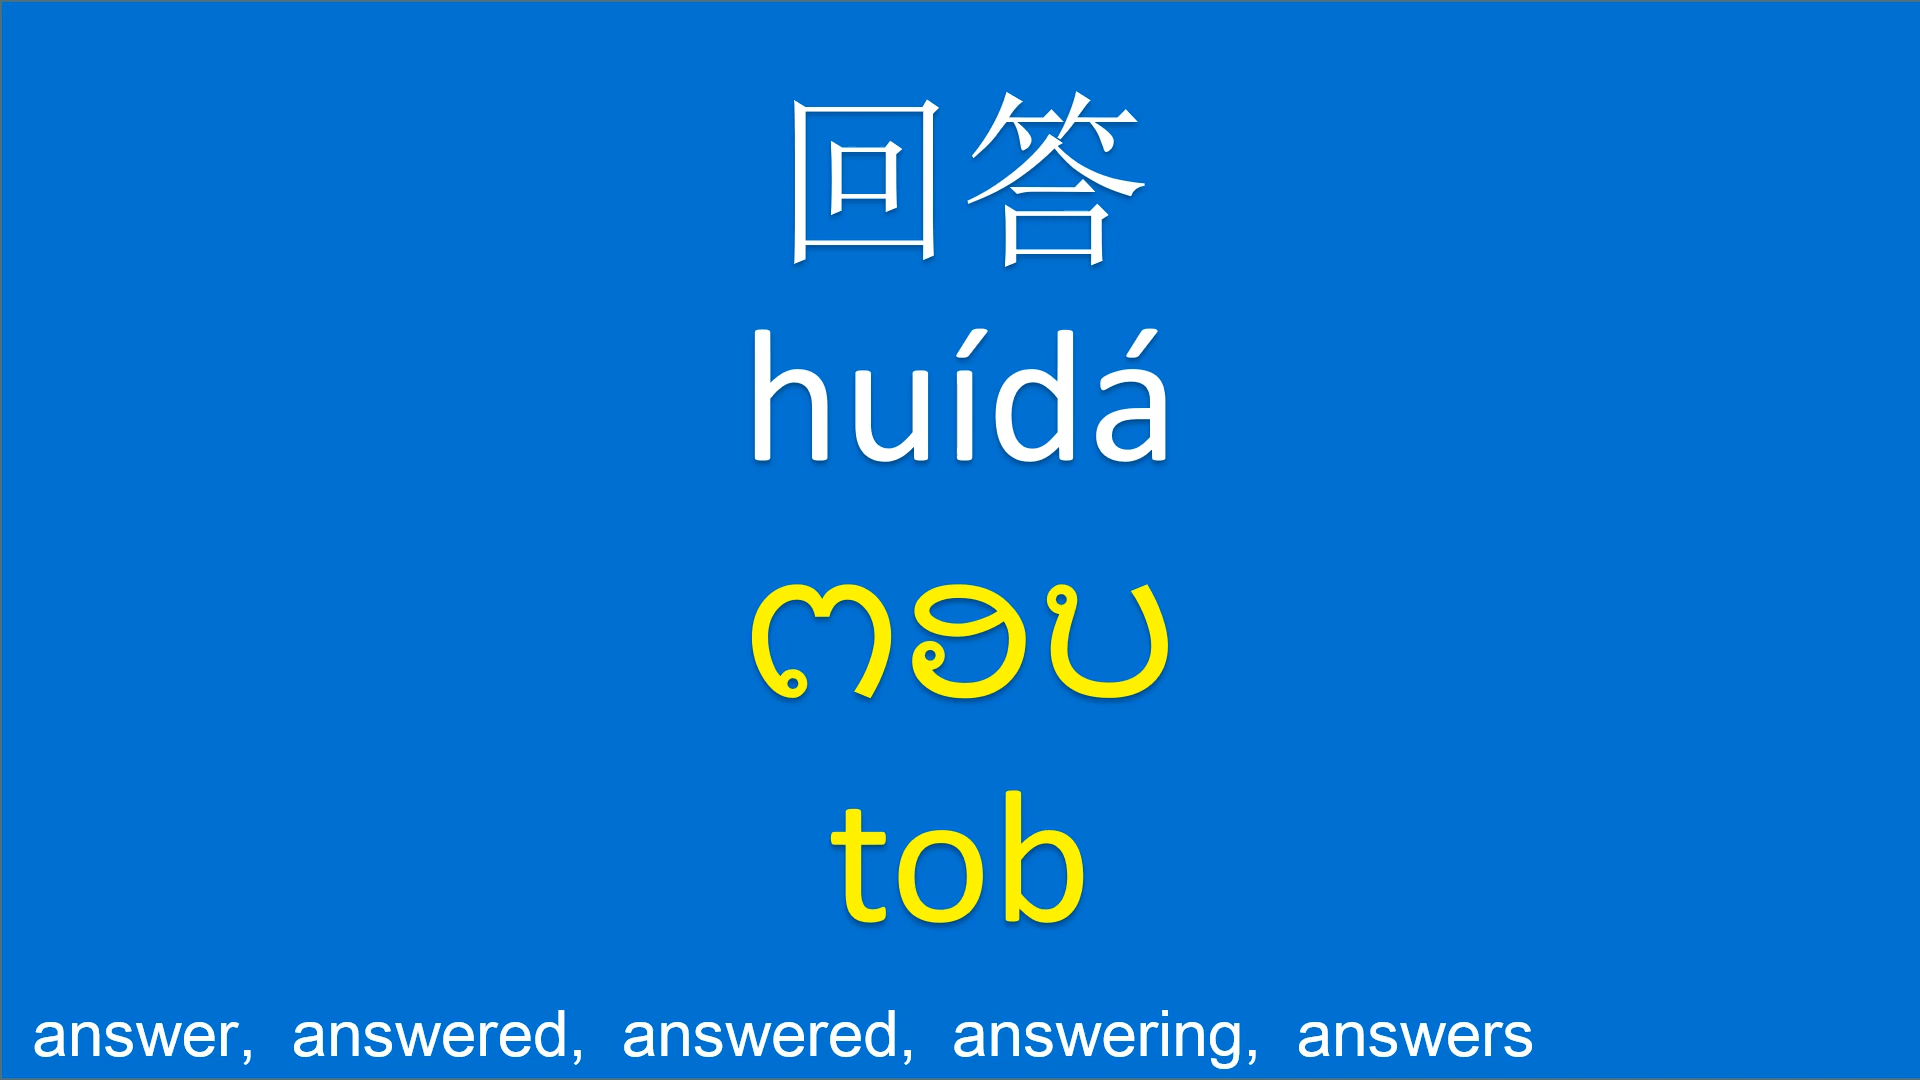 回答
huídá
ຕອບ
tob
answer, answered, answered, answering, answers